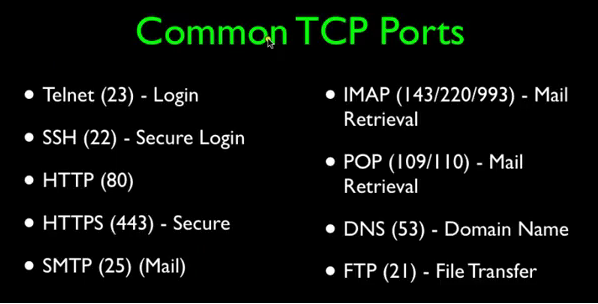 Common TCP Ports
• Telnet (23) - Login
• SSH (22) - Secure Login
• HTTP (80)
• HTTPS (443) - Secure
• SMTP (25) (Mail)
• IMAP (143/220/993) - Mail
Retrieval
• POP (109/110) - Mail
Retrieval
• DNS (53) - Domain Name
• FTP (21) - File Transfer